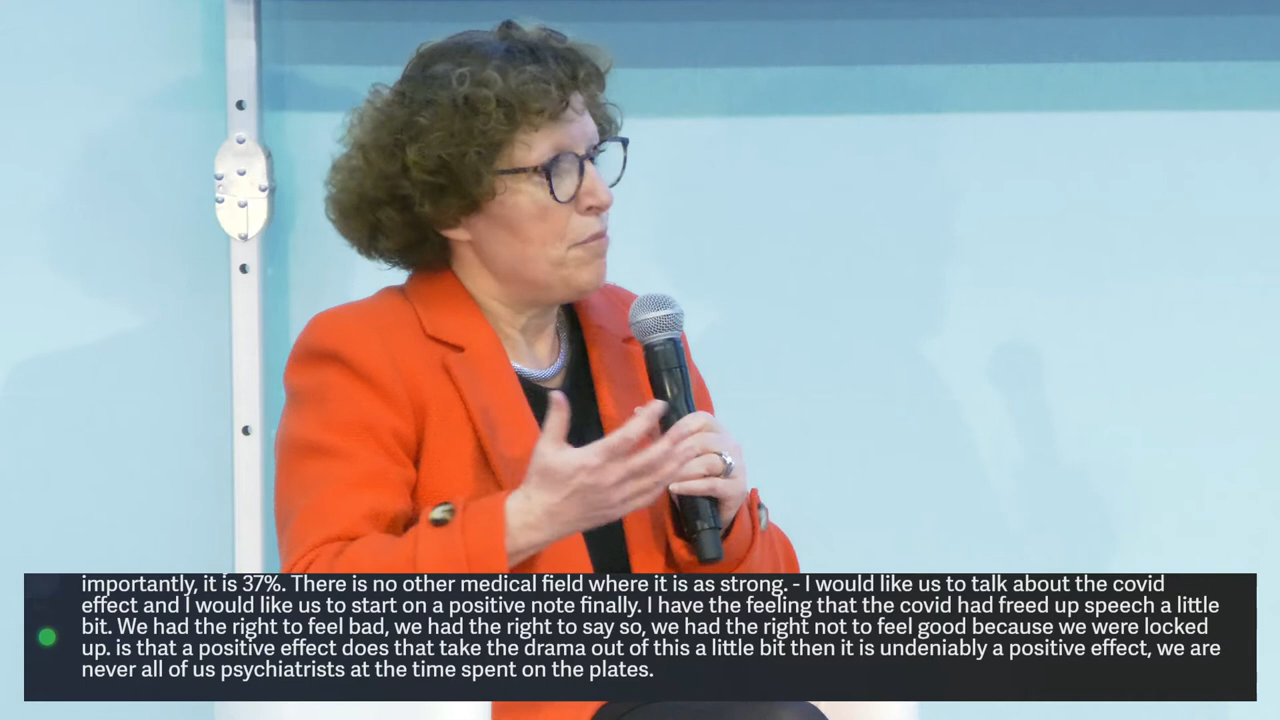 importantly, it is 37%. There is no other medical field where it is as strong. - I would like us to talk about the covid
effect and I would like us to start on a positive note finally. I have the feeling that the covid had freed up speech a little
bit. We had the right to feel bad, we had the right to say so, we had the right not to feel good because we were locked
up. is that a positive effect does that take the drama out of this a little bit then it is undeniably a positive effect, we are
never all of us psychiatrists at the time spent on the plates.